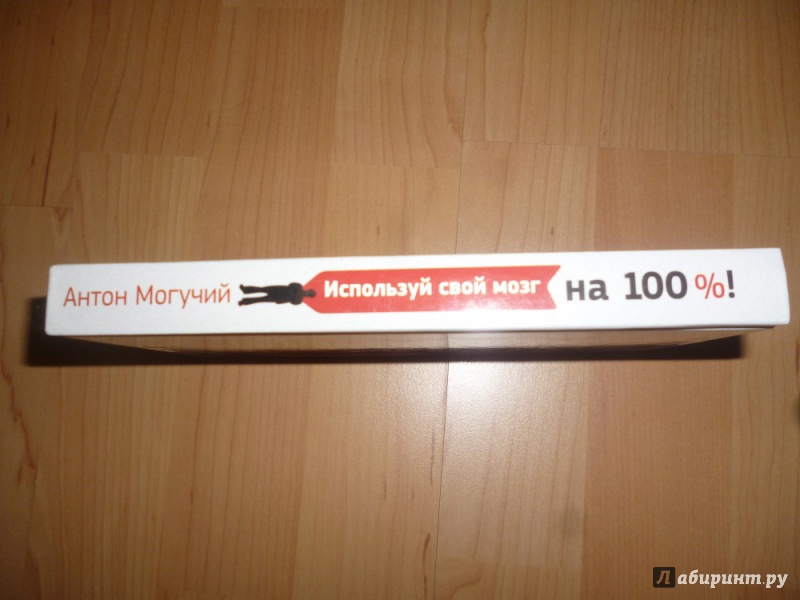 Антон Могучий Используй свой мозг на 100 %!
Лабиринт.ру